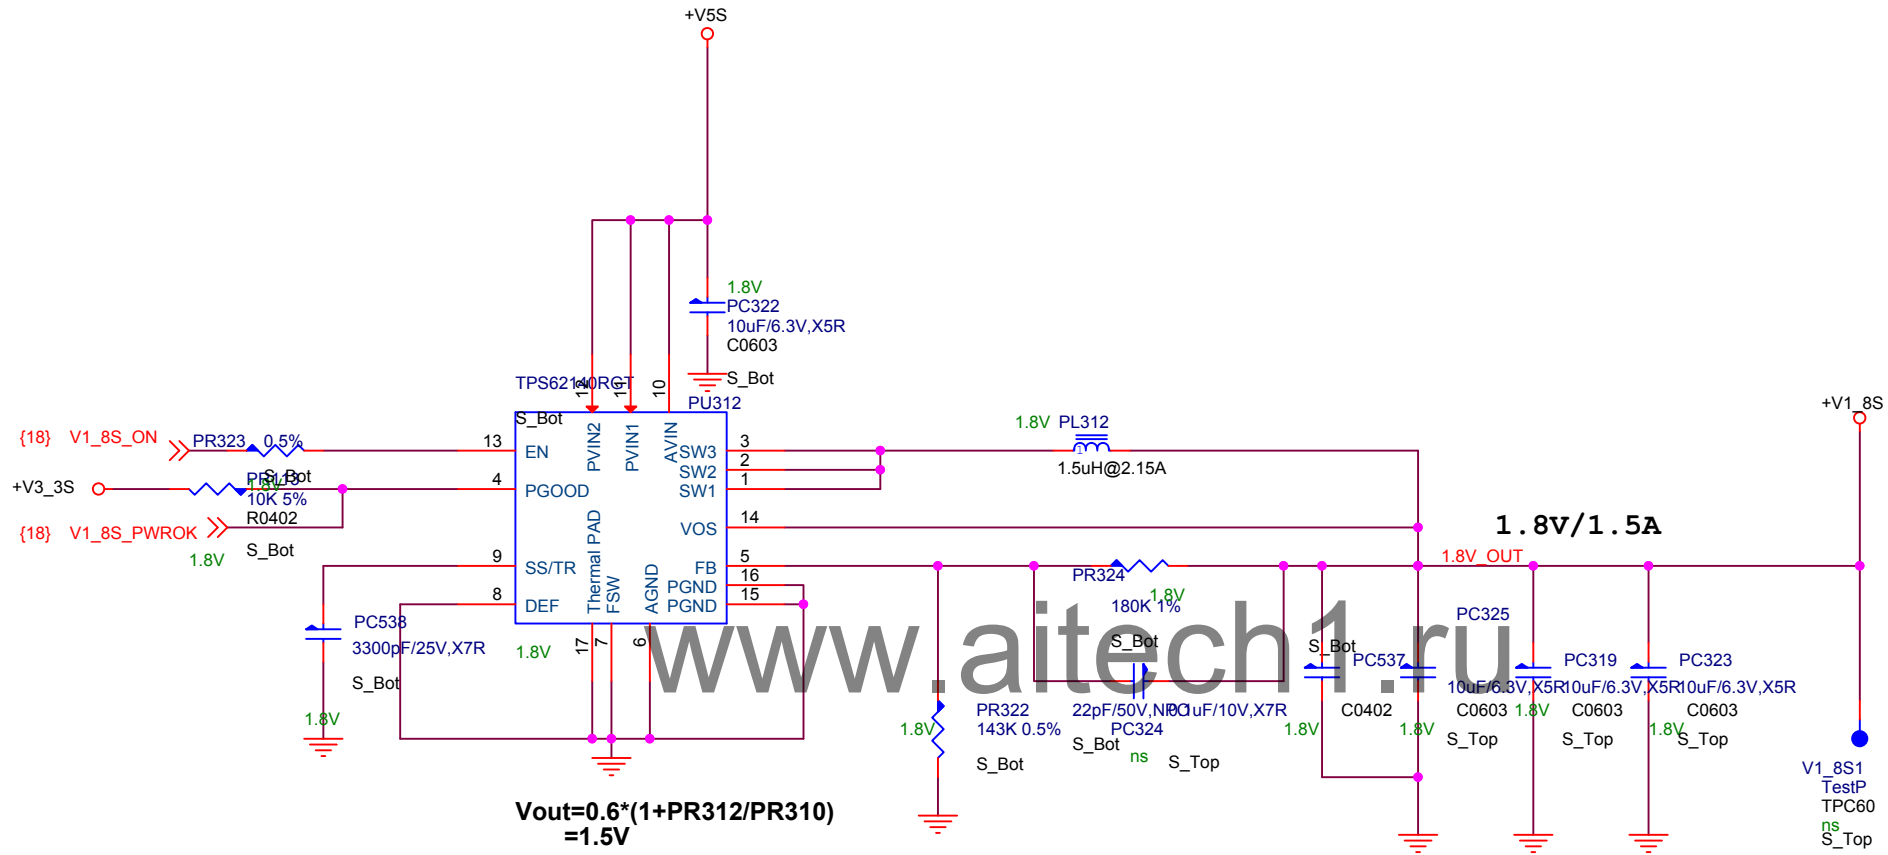 +V5S
1.8V
PC322
10uF/6.3V,X5R
C0603
S_Bot
TPS62140RGT
PU312
S_Bot
12
11
10
PVIN2
PVIN1
AVIN
{18} V1_8S_ON
PR323 0.5%
S_Bot
1.8V
13
EN
+V3_3S
10K 5%
R0402
S_Bot
4
PGOOD
{18} V1_8S_PWROK
1.8V
9
SS/TR
8
DEF
PC538
3300pF/25V,X7R
S_Bot
1.8V
Thermal PAD
FSW
AGND
17
7
6
1.8V
SW3
3
SW2
2
SW1
1
VOS
14
FB
5
PGND
16
PGND
15
1.8V PL312
1
1.5uH@2.15A
+V1_8S
1.8V/1.5A
1.8V_OUT
PR324
1.8V
180K 1%
S_Bot
PR322
143K 0.5%
1.8V
S_Bot
22pF/50V,NPO
PC324
S_Bot
ns
S_Bot
PC537
0.1uF/10V,X7R
C0402
1.8V
S_Top
PC325
10uF/6.3V,X5R
C0603
1.8V
S_Top
PC319
10uF/6.3V,X5R
C0603
1.8V
S_Top
PC323
10uF/6.3V,X5R
C0603
1.8V
S_Top
V1_8S1
TestP
TPC60
ns
S_Top
www.aitech1.ru
Vout=0.6*(1+PR312/PR310)
=1.5V